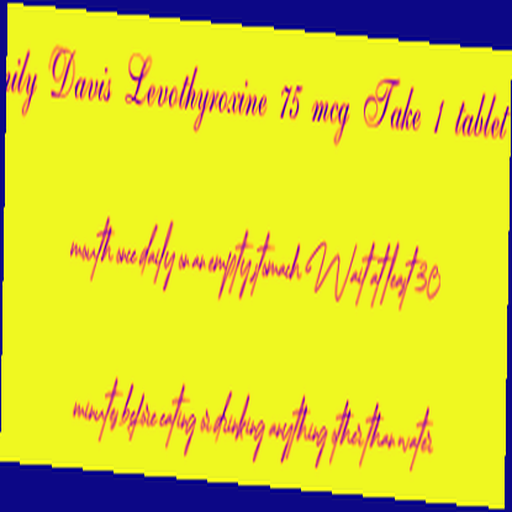 Davis Levothyroxine 75 mcg Take 1 tablet
mouth once daily on an empty stomach Wait at least 30
minutes before eating or drinking anything other than water